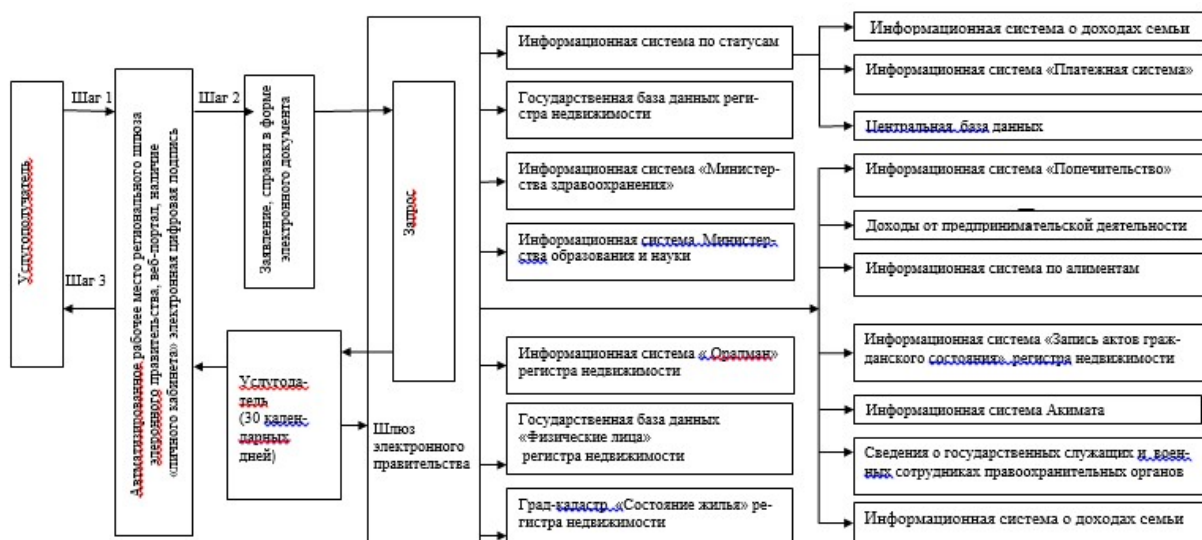 Услугополучатель
Шаг 1
Шаг 3
Автматизированное рабочее место регионального шлюза
элеронного правительства, веб-портал, наличие
«личного кабинета» электронная цифровая подпись
Шаг 2
Заявление, справки в форме
электронного документа
Услугода-
тель
(30 кален-
дарных
дней)
Запрос
Шлюз
электронного
правительства
Информационная система по статусам
Государственная база данных реги-
стра недвижимости
Информационная система «Министер-
ства здравоохранения»
Информационная система Министер-
ства образования и науки
Информационная система « Оралман»
регистра недвижимости
Государственная база данных
«Физические лица»
регистра недвижимости
Град-кадастр «Состояние жилья» ре-
гистра недвижимости
Информационная система о доходах семьи
Информационная система «Платежная система»
Центральная база данных
Информационная система «Попечительство»
Доходы от предпринимательской деятельности
Информационная система по алиментам
Информационная система «Запись актов граж-
данского состояния» регистра недвижимости
Информационная система Акимата
Сведения о государственных служащих и воен-
ных сотрудниках правоохранительных органов
Информационная система о доходах семьи